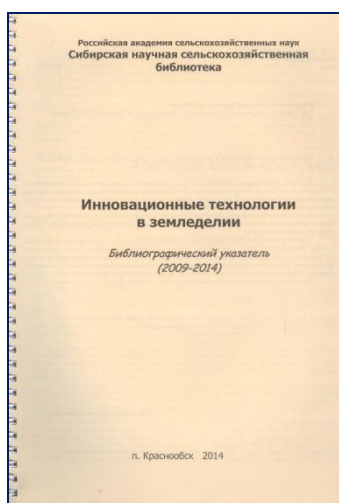 Российская академия сельскохозяйственных наук
Сибирская научная сельскохозяйственная
библиотека
Инновационные технологии
в земледелии
Библиографический указатель
(2009-2014)
п. Краснообск 2014